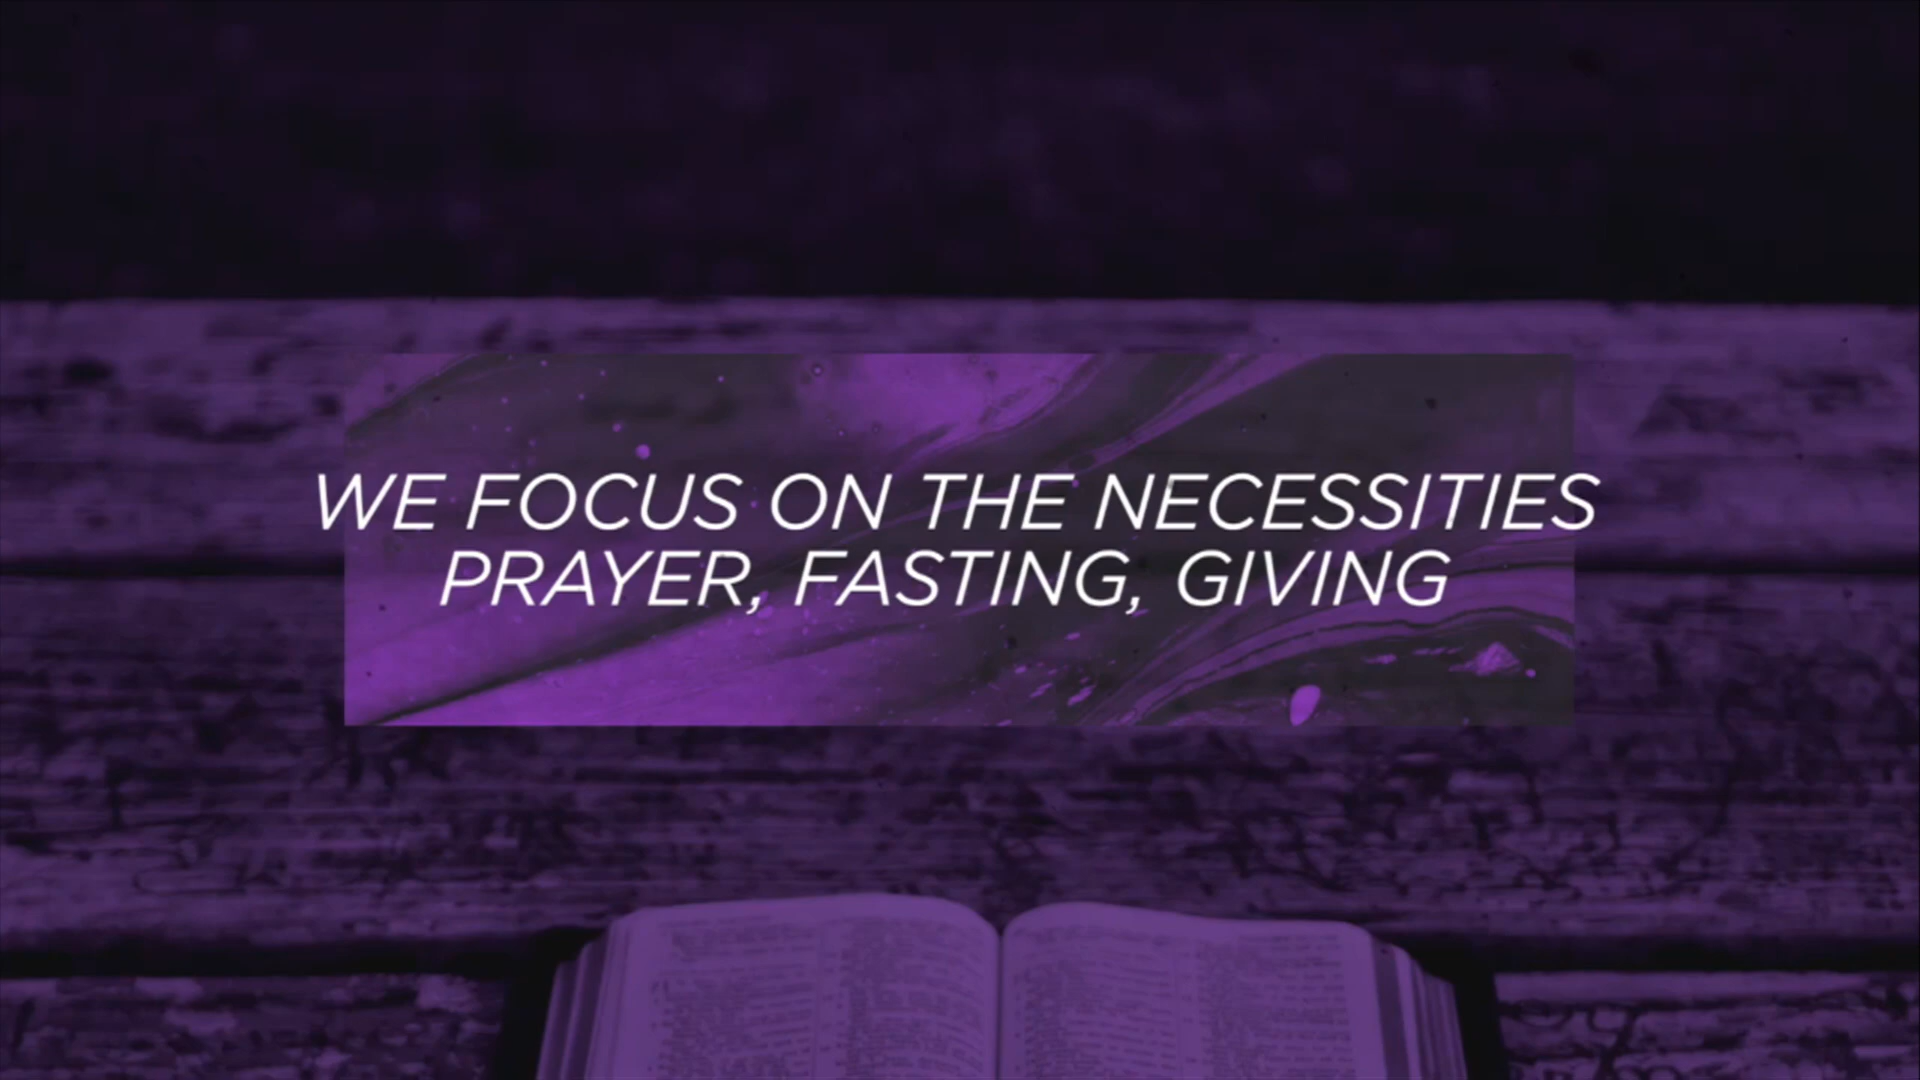 WE FOCUS ON THE NECESSITIES
PRAYER, FASTING, GIVING